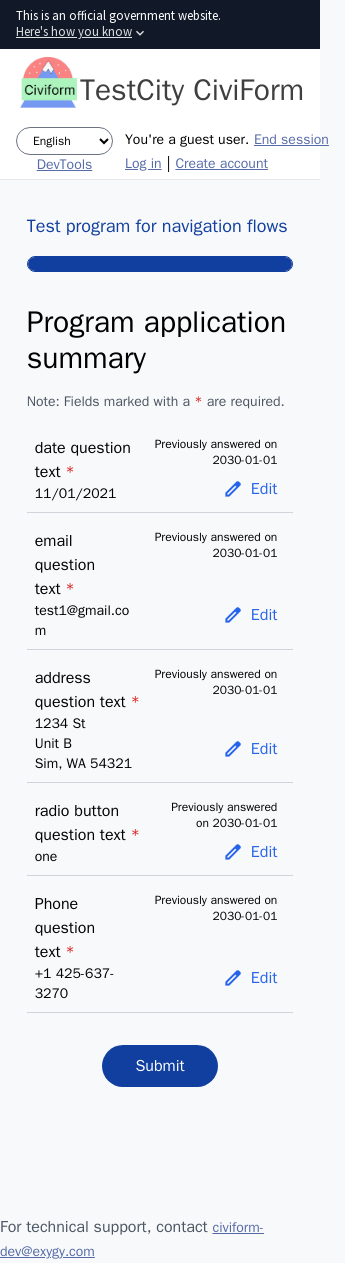 This is an official government website.
Here's how you know
Civiform
TestCity CiviForm
English
You're a guest user. End session
DevTools
Log in | Create account
Test program for navigation flows
Program application
summary
Note: Fields marked with a * are required.
date question
text *
11/01/2021
Previously answered on
2030-01-01
Edit
email
question
text *
test1@gmail.co
m
Previously answered on
2030-01-01
Edit
address
question text *
1234 St
Unit B
Sim, WA 54321
Previously answered on
2030-01-01
Edit
radio button
question text *
one
Previously answered
on 2030-01-01
Edit
Phone
question
text *
+1 425-637-
3270
Previously answered on
2030-01-01
Edit
Submit
For technical support, contact civiform-
dev@exygy.com